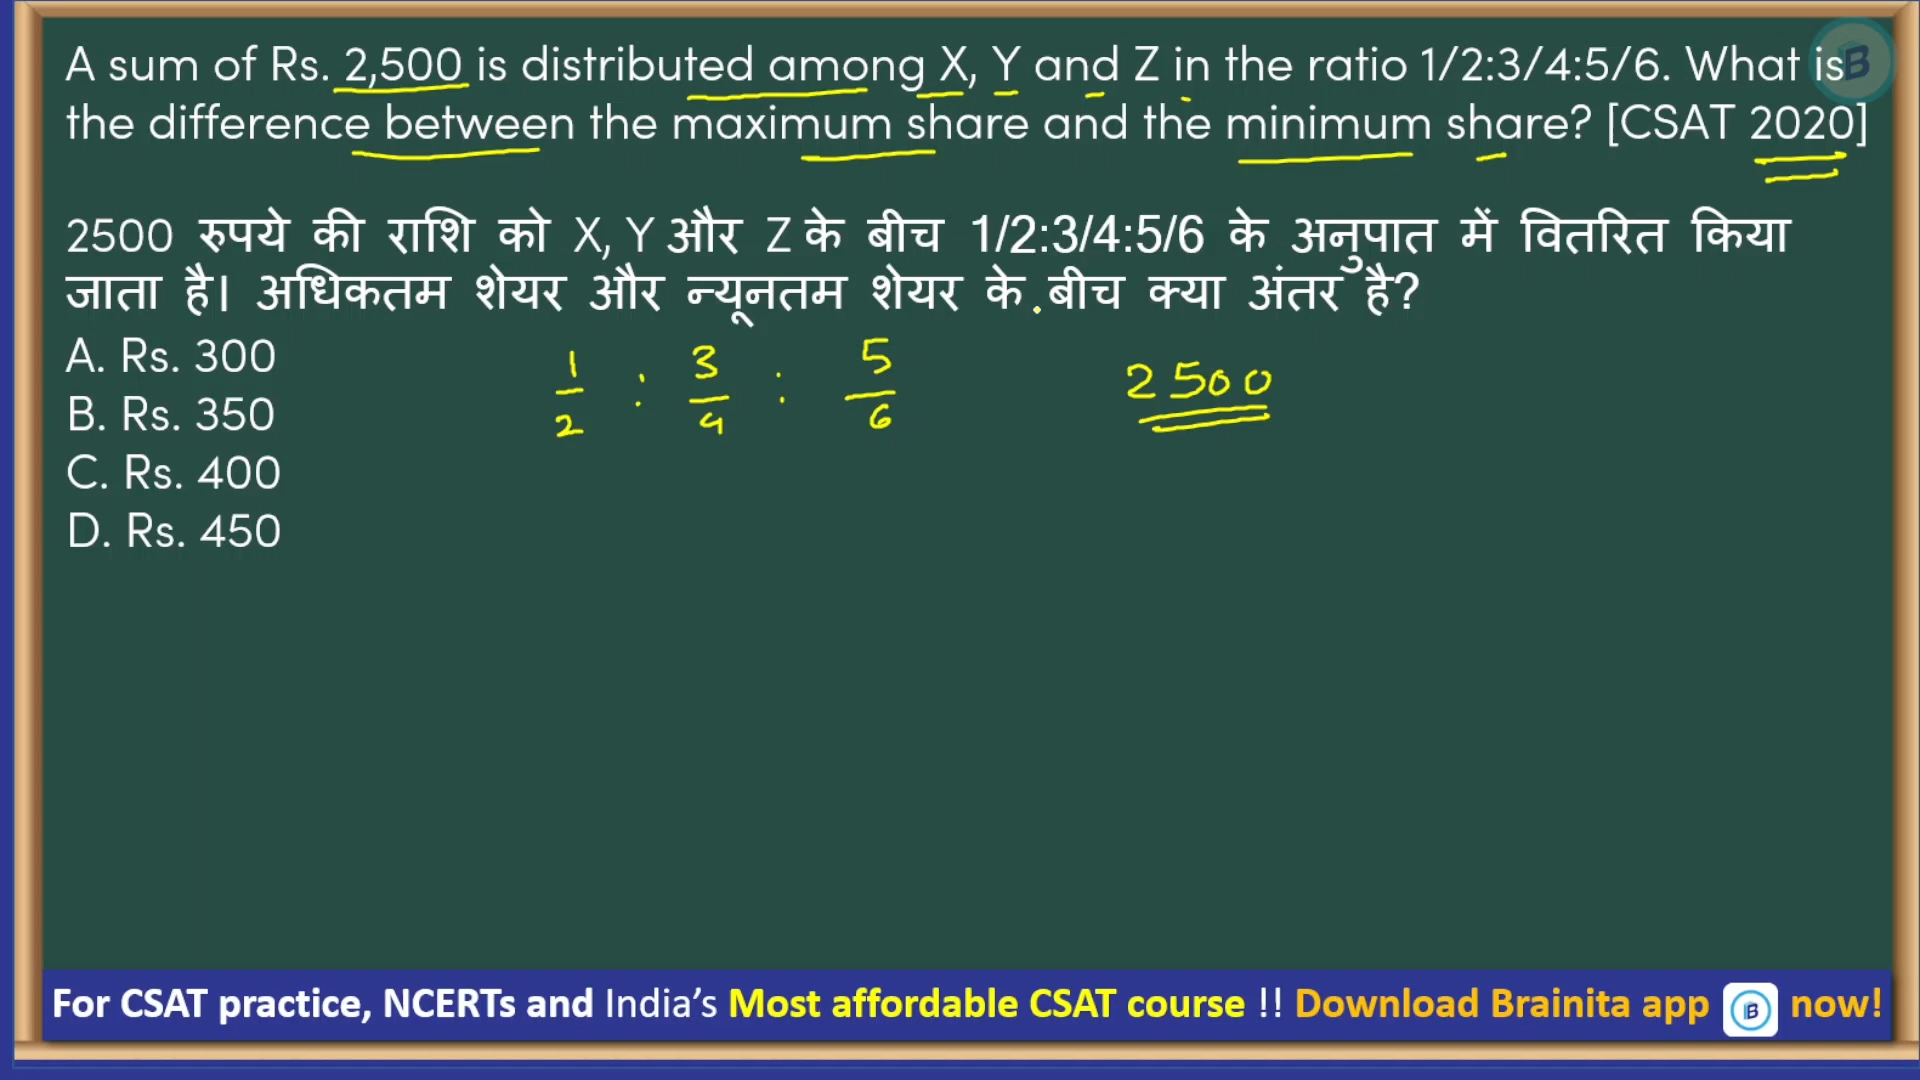 A sum of Rs. 2,500 is distributed among X, Y and Z in the ratio 1/2:3/4:5/6. What is
the difference between the maximum share and the minimum share? [CSAT 2020]
2500 रुपये की राशि को X, Y और Z के बीच 1/2:3/4:5/6 के अनुपात में वितरित किया
जाता है। अधिकतम शेयर और न्यूनतम शेयर के बीच क्या अंतर है?
A. Rs. 300
B. Rs. 350
C. Rs. 400
D. Rs. 450
1/2 : 3/4 : 5/6
2500
For CSAT practice, NCERTs and India's Most affordable CSAT course !! Download Brainita app B now!
B